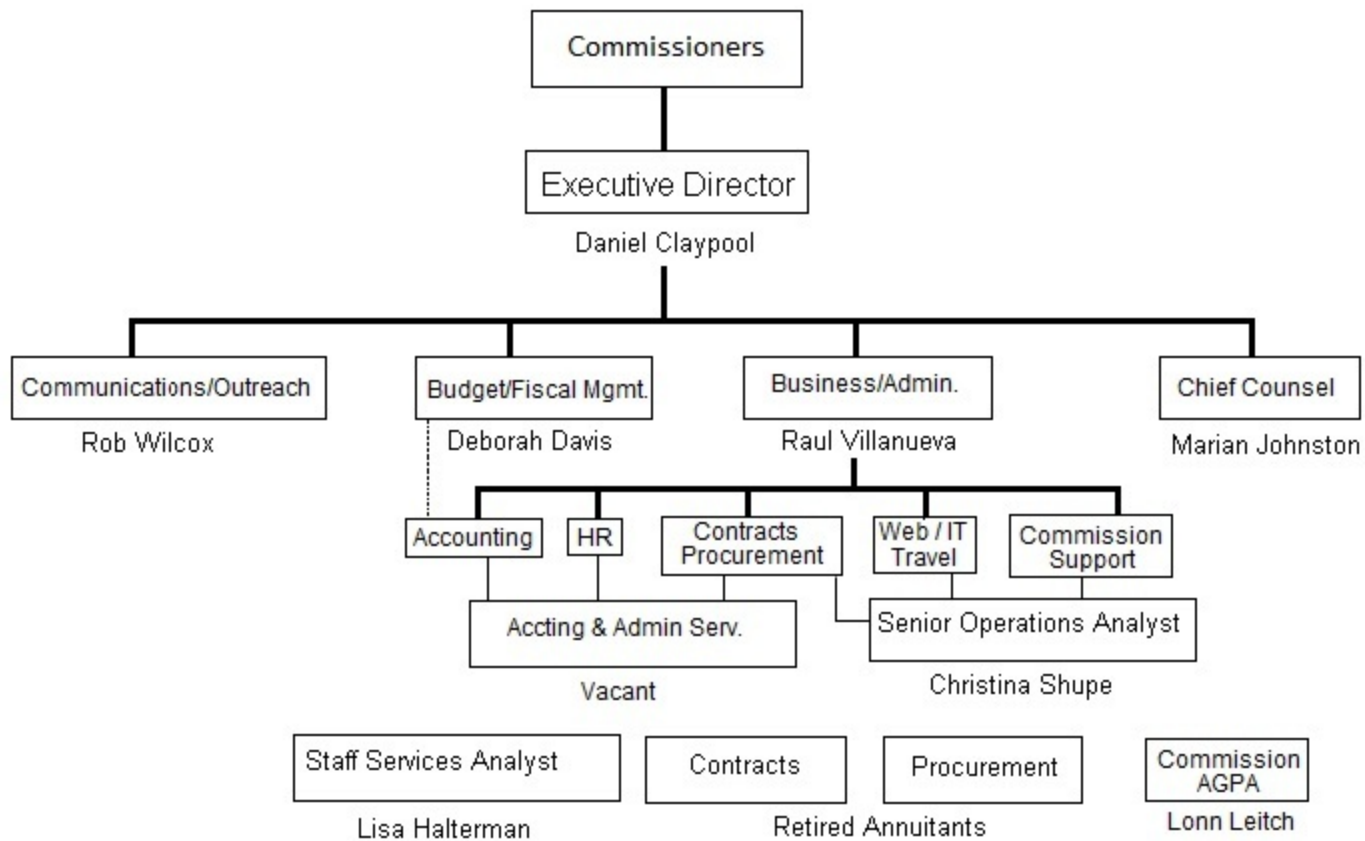 Commissioners
Executive Director
Daniel Claypool
Communications/Outreach
Budget/Fiscal Mgmt.
Business/Admin.
Chief Counsel
Rob Wilcox
Deborah Davis
Raul Villanueva
Marian Johnston
Accounting
HR
Contracts
Procurement
Web / IT
Travel
Commission
Support
Accting & Admin Serv.
Senior Operations Analyst
Vacant
Christina Shupe
Staff Services Analyst
Contracts
Procurement
Commission
AGPA
Lisa Halterman
Retired Annuitants
Lonn Leitch